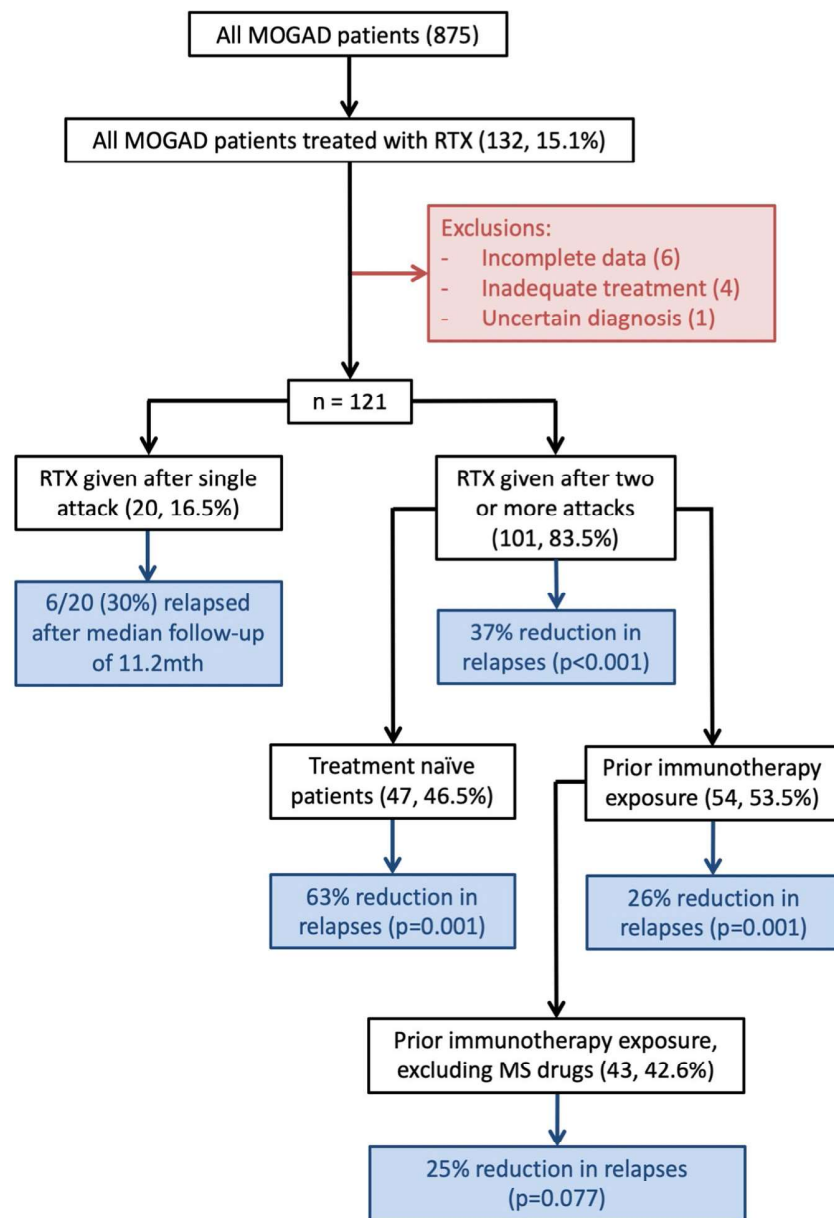 All MOGAD patients (875)
All MOGAD patients treated with RTX (132, 15.1%)
Exclusions:
- Incomplete data (6)
- Inadequate treatment (4)
- Uncertain diagnosis (1)
n = 121
RTX given after single
attack (20, 16.5%)
6/20 (30%) relapsed
after median follow-up
of 11.2mth
RTX given after two
or more attacks
(101, 83.5%)
37% reduction in
relapses (p<0.001)
Treatment naïve
patients (47, 46.5%)
63% reduction in
relapses (p=0.001)
Prior immunotherapy
exposure (54, 53.5%)
26% reduction in
relapses (p=0.001)
Prior immunotherapy exposure,
excluding MS drugs (43, 42.6%)
25% reduction in relapses
(p=0.077)